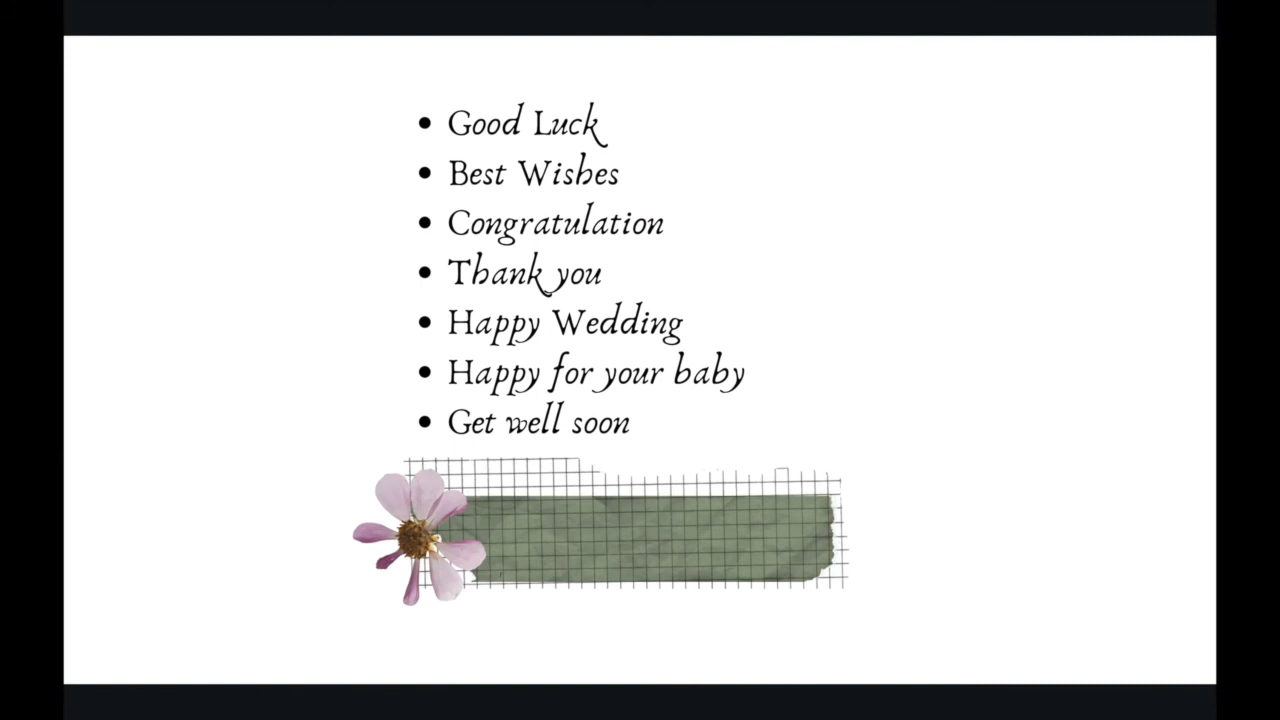 • Good Luck
• Best Wishes
• Congratulation
• Thank you
• Happy Wedding
• Happy for your baby
• Get well soon